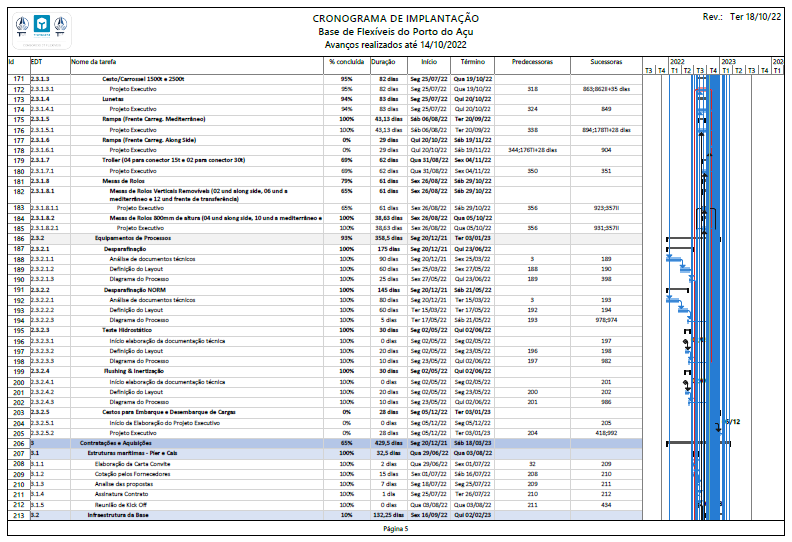 CRONOGRAMA DE IMPLANTAÇÃO
Base de Flexíveis do Porto do Açu
Avanços realizados até 14/10/2022
Rev.: Ter 18/10/22
Id EDT Nome da tarefa % concluída Duração Início Término Predecessoras Sucessoras 2022 2023 202
T3 T4 T1 T2 T3 T4 T1 T2 T3 T4 T1
171 2.3.1.3 Cesto/Carrossel 1500t e 2500t 95% 82 dias Seg 25/07/22 Qua 19/10/22
172 2.3.1.3.1 Projeto Executivo 95% 82 dias Seg 25/07/22 Qua 19/10/22 318 863;862II+35 dias
173 2.3.1.4 Lunetas 94% 83 dias Seg 25/07/22 Qui 20/10/22
174 2.3.1.4.1 Projeto Executivo 94% 83 dias Seg 25/07/22 Qui 20/10/22 324 849
175 2.3.1.5 Rampa (Frente Carreg. Mediterrâneo) 100% 43,13 dias Sáb 06/08/22 Ter 20/09/22
176 2.3.1.5.1 Projeto Executivo 100% 43,13 dias Sáb 06/08/22 Ter 20/09/22 338 894;178TI+28 dias
177 2.3.1.6 Rampa (Frente Carreg. Along Side) 0% 29 dias Qui 20/10/22 Sáb 19/11/22
178 2.3.1.6.1 Projeto Executivo 0% 29 dias Qui 20/10/22 Sáb 19/11/22 344;176TI+28 dias 904
179 2.3.1.7 Troller (04 para conector 15t e 02 para conector 30t) 69% 62 dias Qua 31/08/22 Sex 04/11/22
180 2.3.1.7.1 Projeto Executivo 69% 62 dias Qua 31/08/22 Sex 04/11/22 350 351
181 2.3.1.8 Mesas de Rolos 79% 61 dias Sex 26/08/22 Sáb 29/10/22
182 2.3.1.8.1 Mesas de Rolos Verticais Removíveis (02 und along side, 06 und a 65% 61 dias Sex 26/08/22 Sáb 29/10/22
mediterrâneo e 12 und frente de transferência)
183 2.3.1.8.1.1 Projeto Executivo 65% 61 dias Sex 26/08/22 Sáb 29/10/22 356 923;357II
184 2.3.1.8.2 Mesas de Rolos 800mm de altura (04 und along side, 10 und a mediterrâneo e 100% 38,63 dias Sex 26/08/22 Qua 05/10/22
185 2.3.1.8.2.1 Projeto Executivo 100% 38,63 dias Sex 26/08/22 Qua 05/10/22 356 931;357II
186 2.3.2 Equipamentos de Processos 93% 358,5 dias Seg 20/12/21 Ter 03/01/23
187 2.3.2.1 Desparafinação 100% 175 dias Seg 20/12/21 Qui 23/06/22
188 2.3.2.1.1 Análise de documentos técnicos 100% 90 dias Seg 20/12/21 Sex 25/03/22 3 189
189 2.3.2.1.2 Definição do Layout 100% 60 dias Sex 25/03/22 Sex 27/05/22 188 190
190 2.3.2.1.3 Diagrama do Processo 100% 25 dias Sex 27/05/22 Qui 23/06/22 189 398
191 2.3.2.2 Desparafinação NORM 100% 145 dias Seg 20/12/21 Sáb 21/05/22
192 2.3.2.2.1 Análise de documentos técnicos 100% 80 dias Seg 20/12/21 Ter 15/03/22 3 193
193 2.3.2.2.2 Definição do Layout 100% 60 dias Ter 15/03/22 Ter 17/05/22 192 194
194 2.3.2.2.3 Diagrama do Processo 100% 5 dias Ter 17/05/22 Sáb 21/05/22 193 978;974
195 2.3.2.3 Teste Hidrostático 100% 30 dias Seg 02/05/22 Qui 02/06/22
196 2.3.2.3.1 Início elaboração da documentação técnica 100% 0 dias Seg 02/05/22 Seg 02/05/22 197
197 2.3.2.3.2 Definição do Layout 100% 20 dias Seg 02/05/22 Seg 23/05/22 196 198
198 2.3.2.3.3 Diagrama do Processo 100% 10 dias Seg 23/05/22 Qui 02/06/22 197 982
199 2.3.2.4 Flushing & Inertização 100% 30 dias Seg 02/05/22 Qui 02/06/22
200 2.3.2.4.1 Início elaboração da documentação técnica 100% 0 dias Seg 02/05/22 Seg 02/05/22 201
201 2.3.2.4.2 Definição do Layout 100% 20 dias Seg 02/05/22 Seg 23/05/22 200 202
202 2.3.2.4.3 Diagrama do Processo 100% 10 dias Seg 23/05/22 Qui 02/06/22 201 986
203 2.3.2.5 Cestos para Embarque e Desembarque de Cargas 0% 28 dias Seg 05/12/22 Ter 03/01/23
204 2.3.2.5.1 Início da Elaboração do Projeto Executivo 0% 0 dias Seg 05/12/22 Seg 05/12/22 205
205 2.3.2.5.2 Projeto Executivo 0% 28 dias Seg 05/12/22 Ter 03/01/23 204 418;992
206 3 Contratações e Aquisições 65% 429,5 dias Seg 20/12/21 Sáb 18/03/23
207 3.1 Estruturas marítimas - Píer e Cais 100% 32,5 dias Qua 29/06/22 Qua 03/08/22
208 3.1.1 Elaboração da Carta Convite 100% 2 dias Qua 29/06/22 Sex 01/07/22 32 209
209 3.1.2 Cotação pelos Fornecedores 100% 15 dias Sex 01/07/22 Sáb 16/07/22 208 210
210 3.1.3 Analise das propostas 100% 7 dias Seg 18/07/22 Seg 25/07/22 209 211
211 3.1.4 Assinatura Contrato 100% 1 dia Seg 25/07/22 Ter 26/07/22 210 212
212 3.1.5 Reunião de Kick Off 100% 0 dias Qua 03/08/22 Qua 03/08/22 211 434
213 3.2 Infraestrutura da Base 10% 132,25 dias Sex 16/09/22 Qui 02/02/23
Página 5